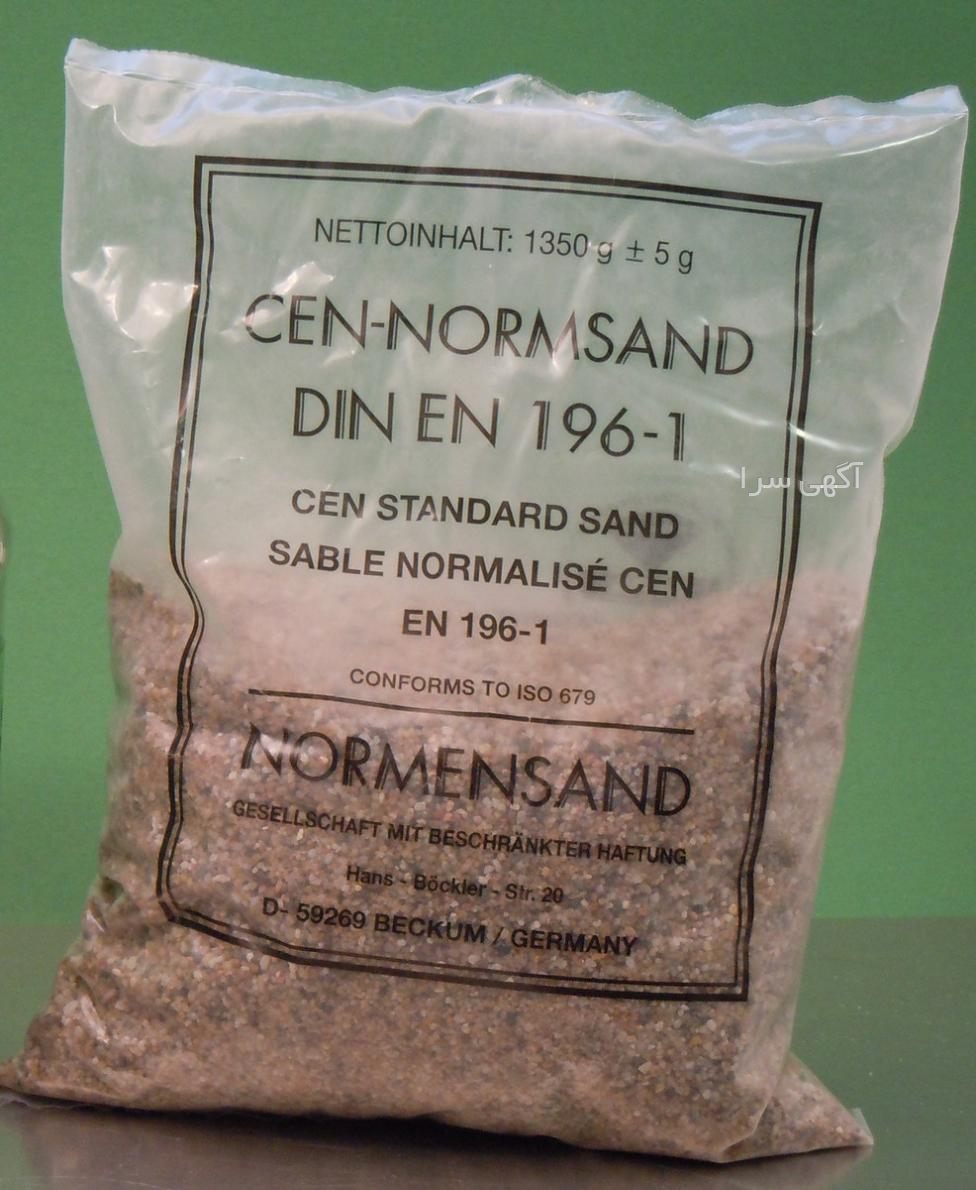 NETTOINHALT: 1350 g ± 5 g
CEN-NORMSAND
DIN EN 196-1
آگهی سرا
CEN STANDARD SAND
SABLE NORMALISÉ CEN
EN 196-1
CONFORMS TO ISO 679
NORMENSAND
GESELLSCHAFT MIT BESCHRÄNKTER HAFTUNG
Hans - Böckler - Str. 20
D- 59269 BECKUM / GERMANY